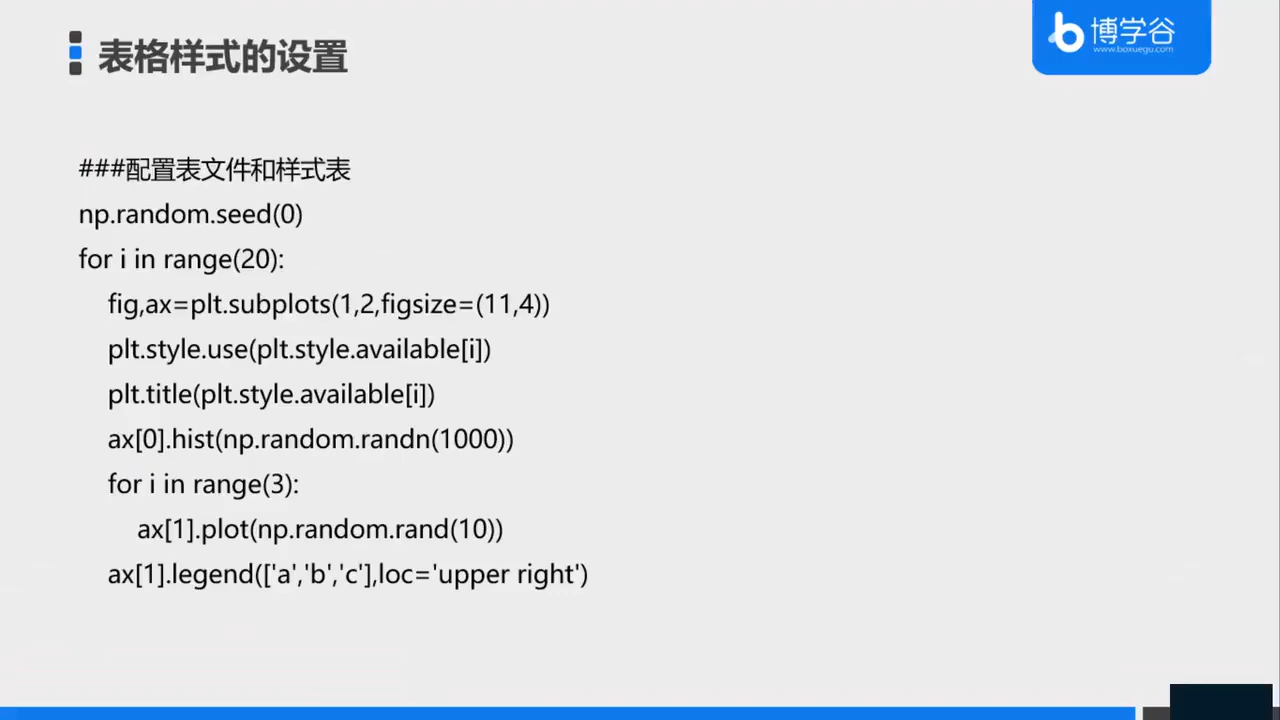 表格样式的设置
博学谷
www.boxuegu.com
###配置表文件和样式表
np.random.seed(0)
for i in range(20):
fig,ax=plt.subplots(1,2,figsize=(11,4))
plt.style.use(plt.style.available[i])
plt.title(plt.style.available[i])
ax[0].hist(np.random.randn(1000))
for i in range(3):
ax[1].plot(np.random.rand(10))
ax[1].legend(['a','b','c'],loc='upper right')